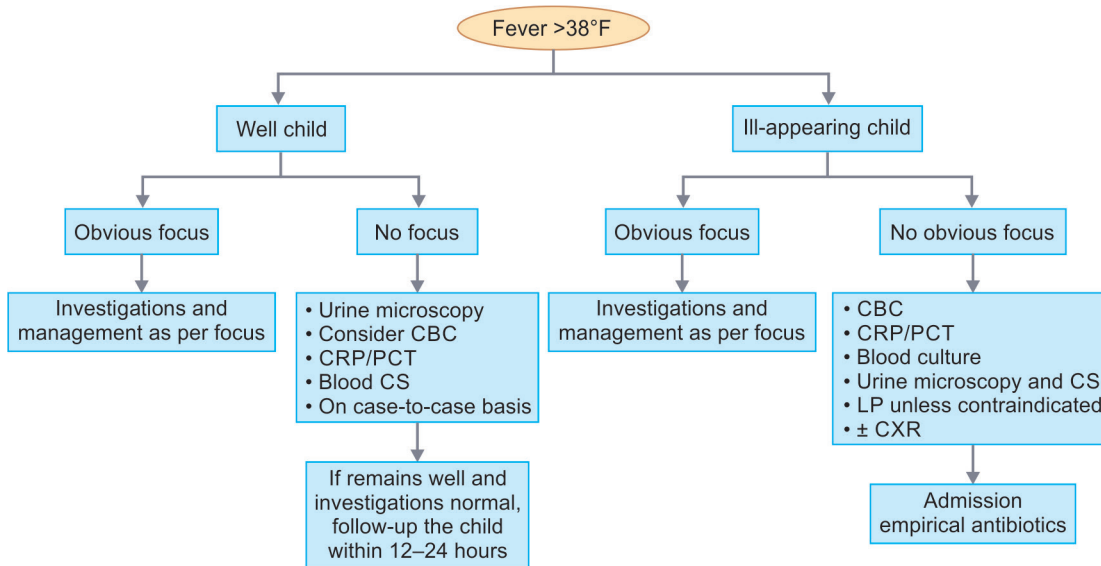 Fever >38°F
Well child
Ill-appearing child
Obvious focus
No focus
Obvious focus
No obvious focus
Investigations and
management as per focus
• Urine microscopy
• Consider CBC
• CRP/PCT
• Blood CS
• On case-to-case basis
Investigations and
management as per focus
• CBC
• CRP/PCT
• Blood culture
• Urine microscopy and CS
• LP unless contraindicated
• ± CXR
If remains well and
investigations normal,
follow-up the child
within 12–24 hours
Admission
empirical antibiotics